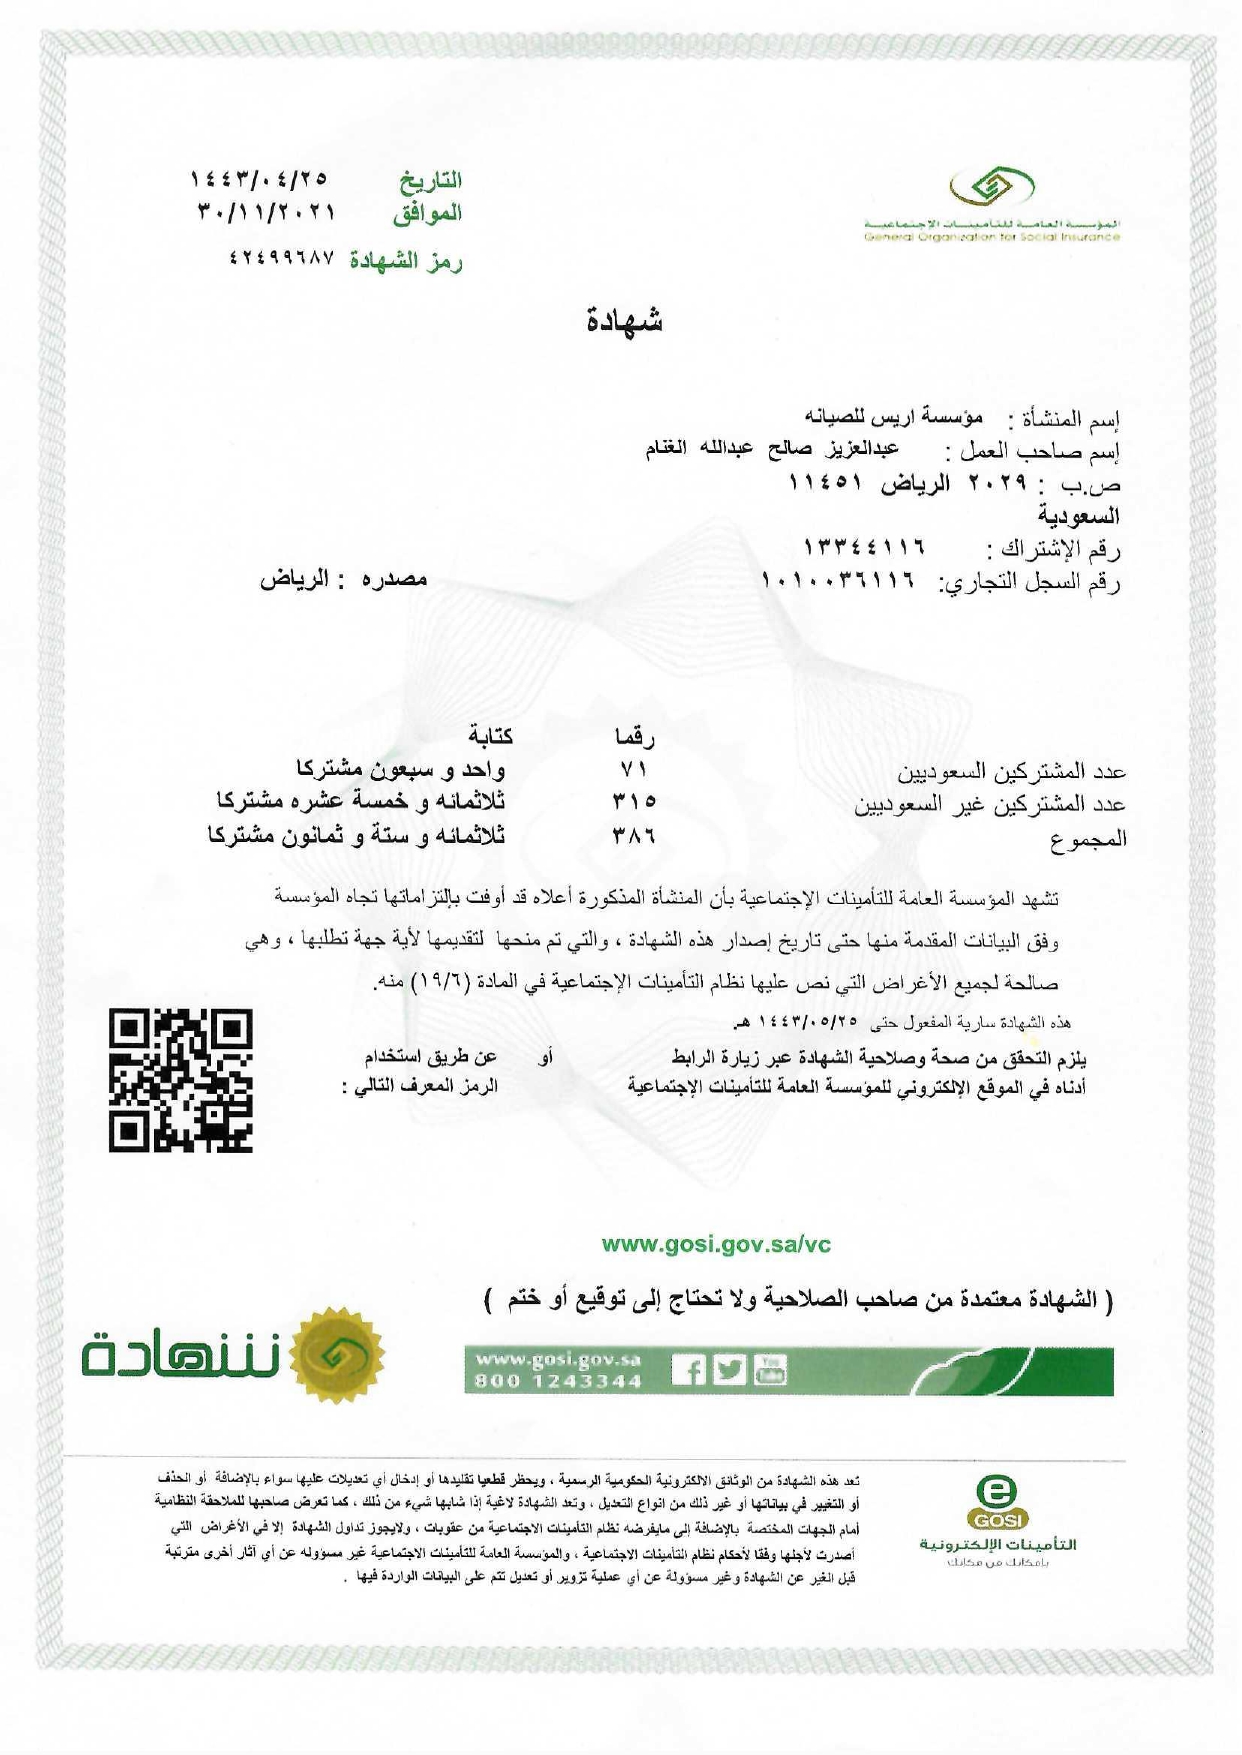 المؤسسة العامة للتأمينات الإجتماعية
General Organization for Social Insurance
التاريخ ١٤٤٣/٠٤/٢٥
الموافق ٣٠/١١/٢٠٢١
رمز الشهادة ٤٢٤٩٩٦٨٧
شهادة
إسم المنشأة : مؤسسة اريس للصيانه
إسم صاحب العمل : عبدالعزيز صالح عبدالله الغنام
ص.ب : ٢٠٢٩ الرياض ١١٤٥١
السعودية
رقم الإشتراك : ١٣٣٤٤١١٦
رقم السجل التجاري: ١٠١٠٠٣٦١١٦ مصدره : الرياض
رقما كتابة
عدد المشتركين السعوديين ٧١ واحد و سبعون مشتركا
عدد المشتركين غير السعوديين ٣١٥ ثلاثمائه و خمسة عشره مشتركا
المجموع ٣٨٦ ثلاثمائه و ستة و ثمانون مشتركا
تشهد المؤسسة العامة للتأمينات الإجتماعية بأن المنشأة المذكورة أعلاه قد أوفت بإلتزاماتها تجاه المؤسسة
وفق البيانات المقدمة منها حتى تاريخ إصدار هذه الشهادة ، والتي تم منحها لتقديمها لأية جهة تطلبها ، وهي
صالحة لجميع الأغراض التي نص عليها نظام التأمينات الإجتماعية في المادة (١٩/٦) منه.
هذه الشهادة سارية المفعول حتى ١٤٤٣/٠٥/٢٥ هـ.
يلزم التحقق من صحة وصلاحية الشهادة عبر زيارة الرابط أو عن طريق استخدام
أدناه في الموقع الإلكتروني للمؤسسة العامة للتأمينات الإجتماعية الرمز المعرف التالي :
www.gosi.gov.sa/vc
( الشهادة معتمدة من صاحب الصلاحية ولا تحتاج إلى توقيع أو ختم )
شهادة
www.gosi.gov.sa
800 1243344
You Tube
تعد هذه الشهادة من الوثائق الالكترونية الحكومية الرسمية ، ويحظر قطعيا تقليدها أو إدخال أي تعديلات عليها سواء بالإضافة أو الحذف
أو التغيير في بياناتها أو غير ذلك من انواع التعديل ، وتعد الشهادة لاغية إذا شابها شيء من ذلك ، كما تعرض صاحبها للملاحقة النظامية
أمام الجهات المختصة بالإضافة إلى مايفرضه نظام التأمينات الاجتماعية من عقوبات ، ولايجوز تداول الشهادة إلا في الأغراض التي
أصدرت لأجلها وفقا لأحكام نظام التأمينات الاجتماعية ، والمؤسسة العامة للتأمينات الاجتماعية غير مسؤوله عن أي آثار أخرى مترتبة
قبل الغير عن الشهادة وغير مسؤولة عن أي عملية تزوير أو تعديل تتم على البيانات الواردة فيها .
e
GOSI
التأمينات الإلكترونية
بإمكانك من مكانك